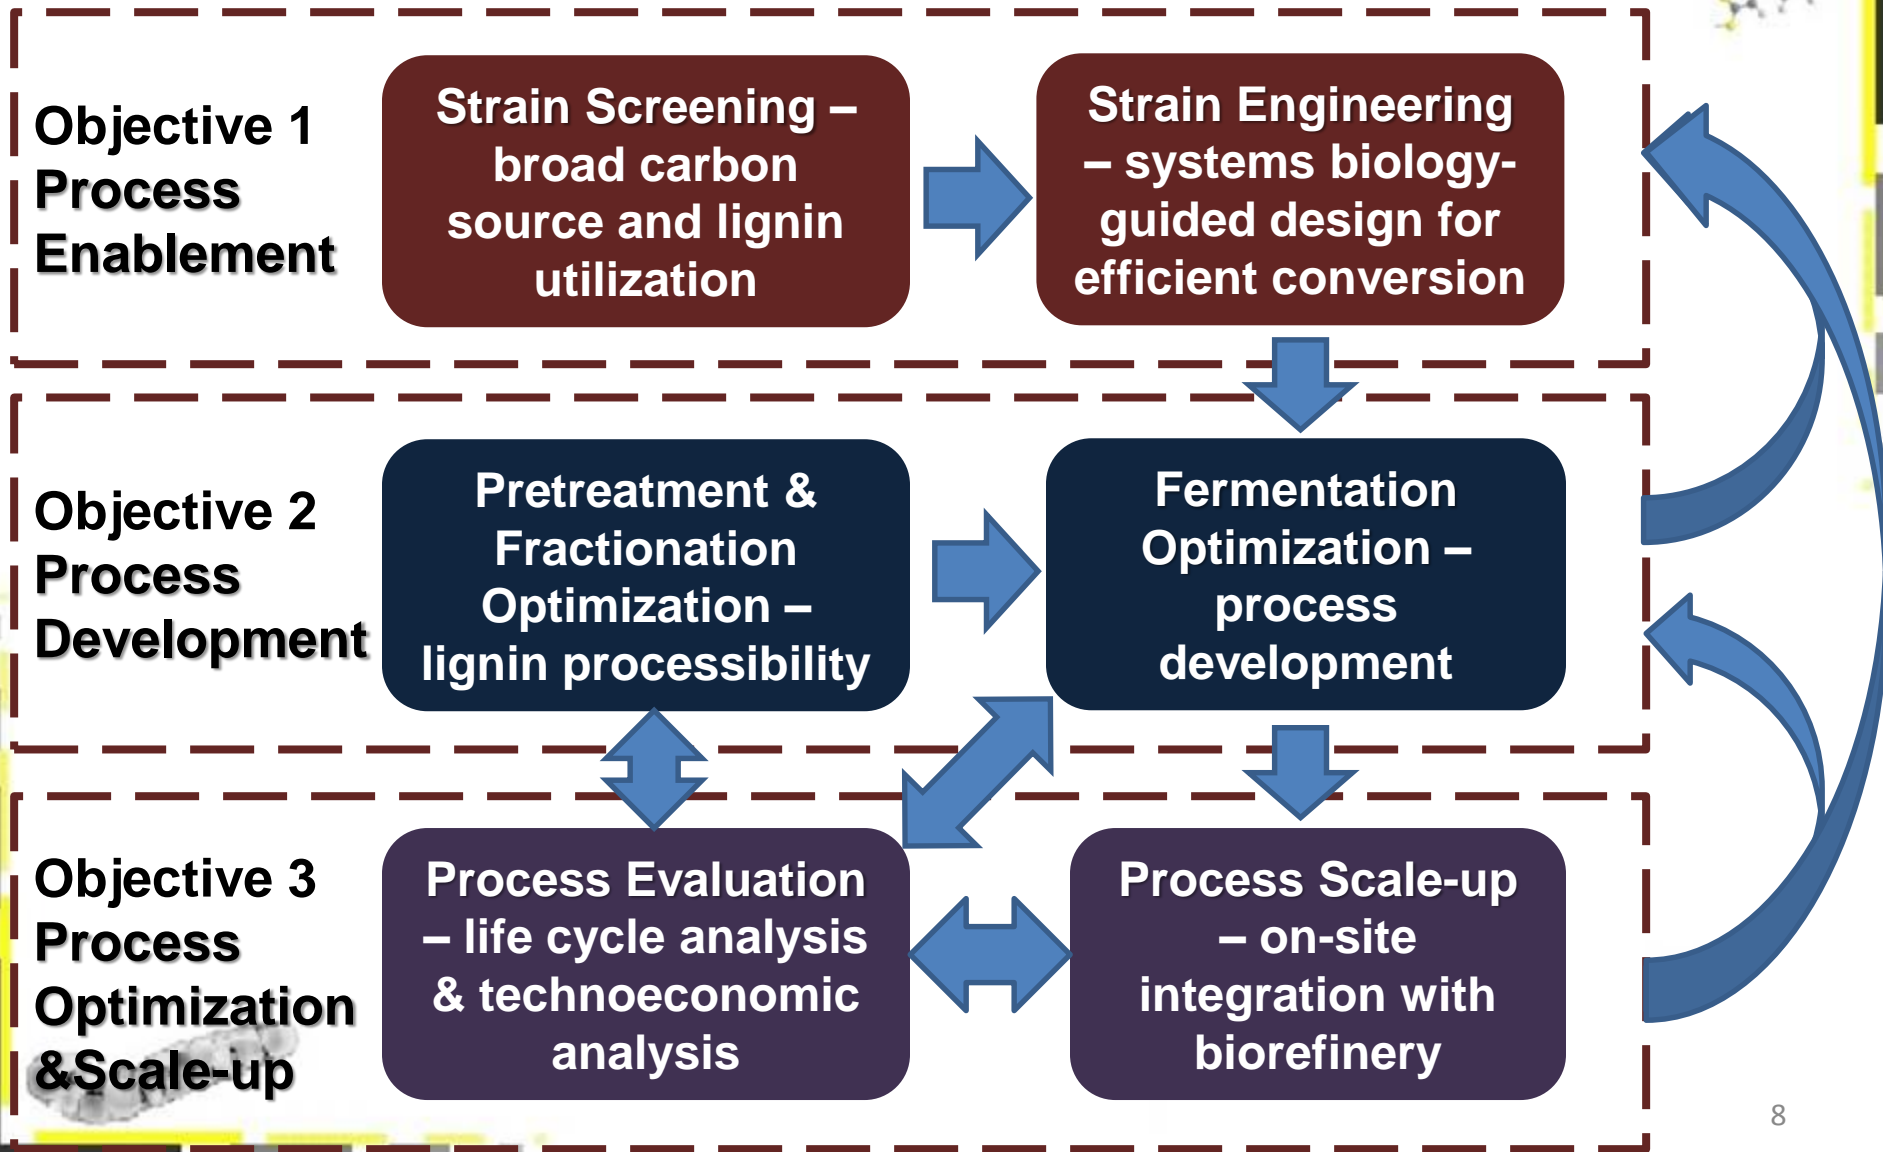 Objective 1
Process
Enablement
Strain Screening –
broad carbon
source and lignin
utilization
Strain Engineering
– systems biology-
guided design for
efficient conversion
Objective 2
Process
Development
Pretreatment &
Fractionation
Optimization –
lignin processibility
Fermentation
Optimization –
process
development
Objective 3
Process
Optimization
&Scale-up
Process Evaluation
– life cycle analysis
& technoeconomic
analysis
Process Scale-up
– on-site
integration with
biorefinery
8